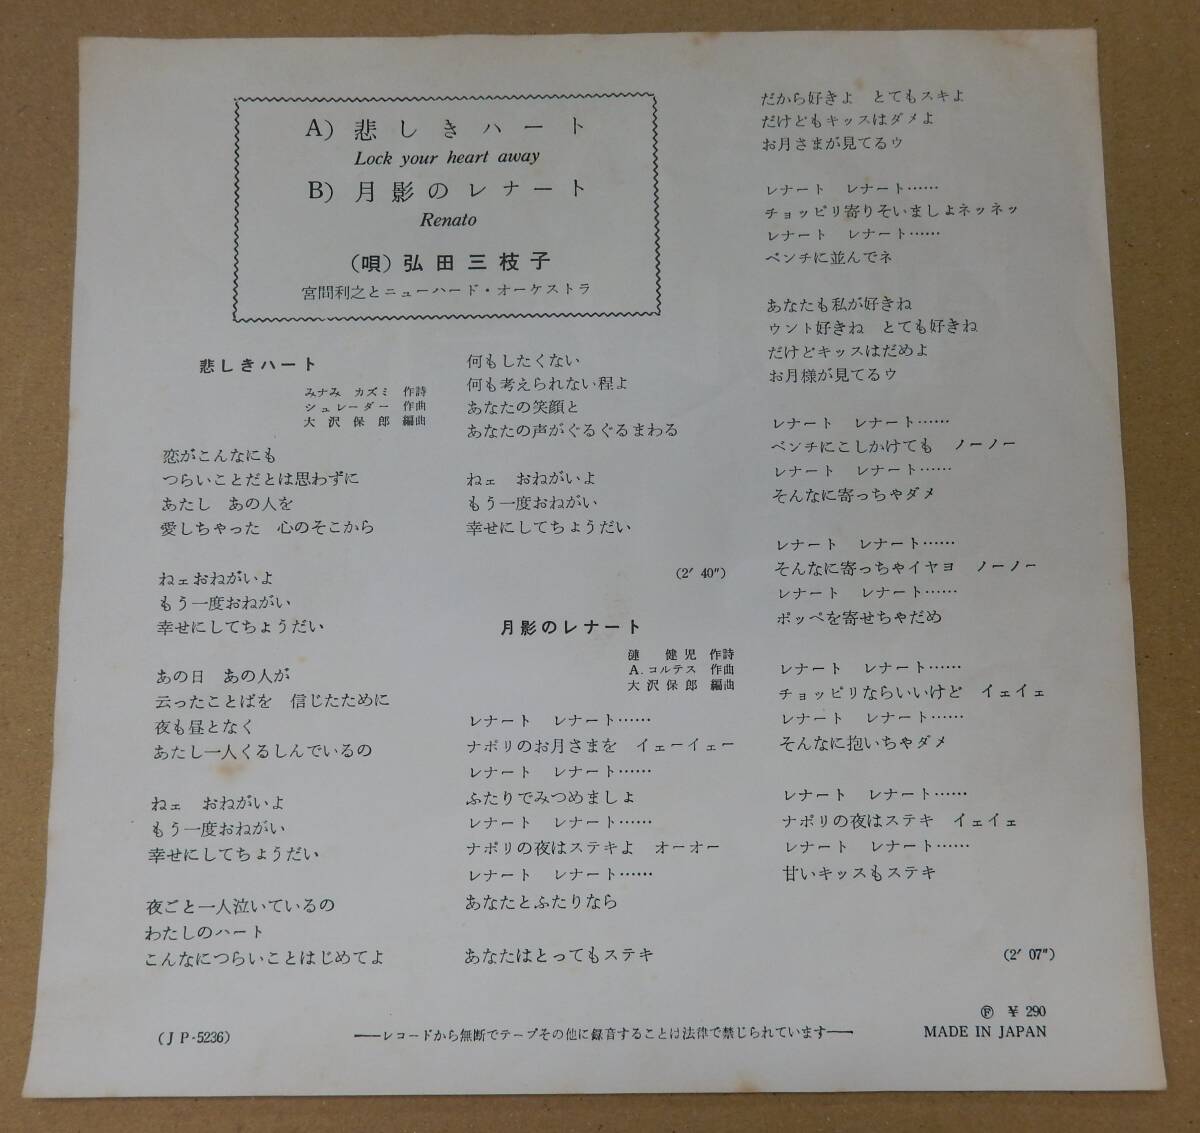 A) 悲しきハート
Lock your heart away
B) 月影のレナート
Renato
(唄) 弘田三枝子
宮間利之とニューハード・オーケストラ
悲しきハート
みナみ カズミ 作詩
シュレーダー 作曲
大沢保郎 編曲
恋がこんなにも
つらいことだとは思わずに
あたし あの人を
愛しちゃった 心のそこから
ねェおねがいよ
もう一度おねがい
幸せにしてちょうだい
あの日 あの人が
云ったことばを 信じたために
夜も昼となく
あたし一人くるしんでいるの
ねェ おねがいよ
もう一度おねがい
幸せにしてちょうだい
夜ごと一人泣いているの
わたしのハート
こんなにつらいことはじめてよ
何もしたくない
何も考えられない程よ
あなたの笑顔と
あなたの声がぐるぐるまわる
ねェ おねがいよ
もう一度おねがい
幸せにしてちょうだい
(2′ 40″)
月影のレナート
漣 健児 作詩
A.コルテス 作曲
大沢保郎 編曲
レナート レナート……
ナポリのお月さまを イェーイェー
レナート レナート……
ふたりでみつめましょ
レナート レナート……
ナポリの夜はステキよ オーオー
レナート レナート……
あなたとふたりなら
あなたはとってもステキ
だから好きよ とてもスキよ
だけどもキッスはダメよ
お月さまが見てるウ
レナート レナート……
チョッピリ寄りそいましょネッネッ
レナート レナート……
ベンチに並んでネ
あなたも私が好きね
ウント好きね とても好きね
だけどキッスはだめよ
お月様が見てるウ
レナート レナート……
ベンチにこしかけても ノーノー
レナート レナート……
そんなに寄っちゃダメ
レナート レナート……
そんなに寄っちゃイヤヨ ノーノー
レナート レナート……
ポッペを寄せちゃだめ
レナート レナート……
チョッピリならいいけど イェイェ
レナート レナート……
そんなに抱いちゃダメ
レナート レナート……
ナポリの夜はステキ イェイェ
レナート レナート……
甘いキッスもステキ
(2′ 07″)
(JP-5236)
――レコードから無断でテープその他に録音することは法律で禁じられています――
Ⓕ ¥ 290
MADE IN JAPAN